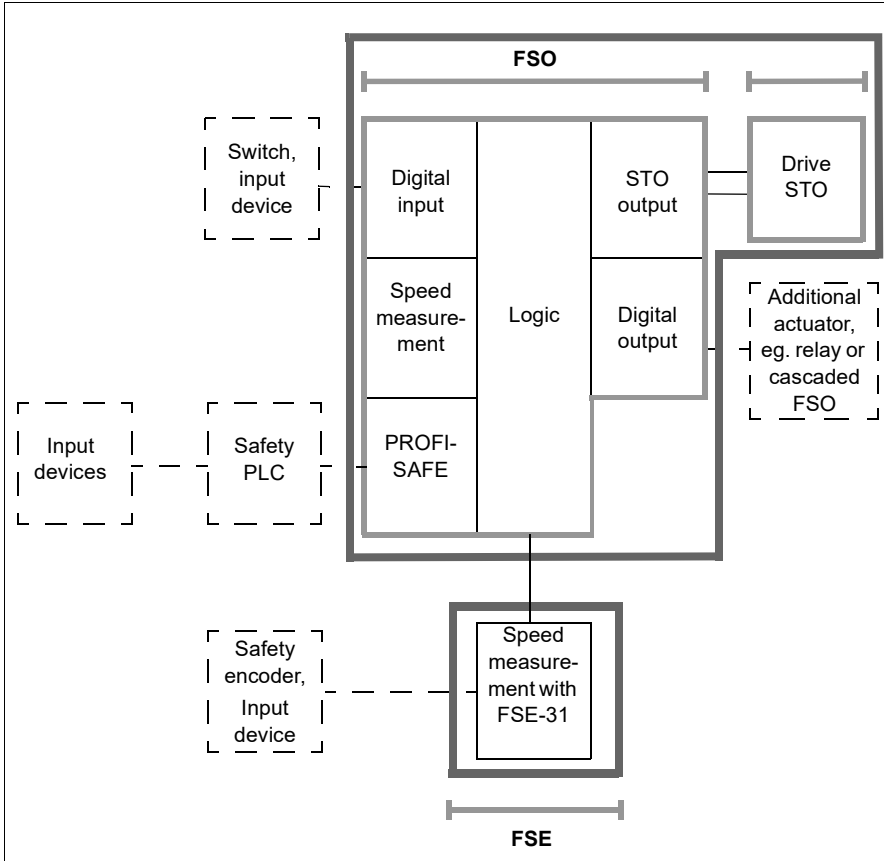 FSO
Switch,
input
device
Digital
input
STO
output
Drive
STO
Speed
measure-
ment
Logic
Digital
output
Additional
actuator,
eg. relay or
cascaded
FSO
Input
devices
Safety
PLC
PROFI-
SAFE
Safety
encoder,
Input
device
Speed
measure-
ment with
FSE-31
FSE